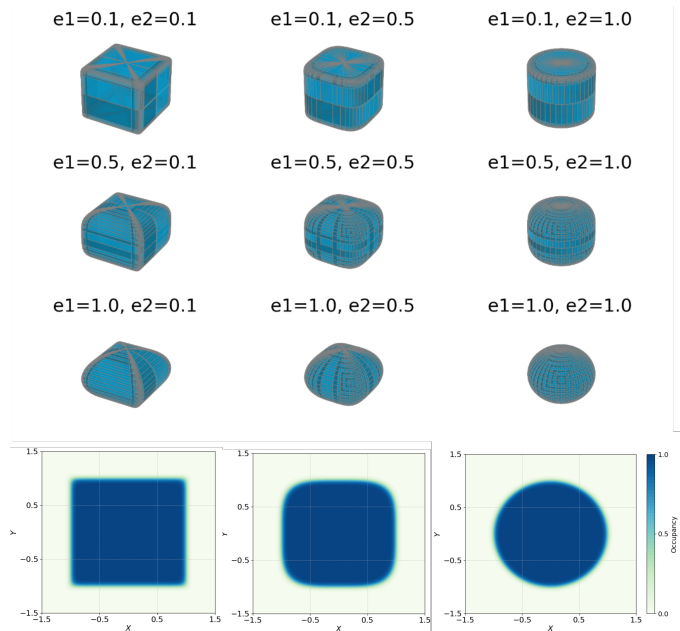 e1=0.1, e2=0.1 e1=0.1, e2=0.5 e1=0.1, e2=1.0
e1=0.5, e2=0.1 e1=0.5, e2=0.5 e1=0.5, e2=1.0
e1=1.0, e2=0.1 e1=1.0, e2=0.5 e1=1.0, e2=1.0
1.5 1.5 1.5 1.0
0.5 0.5 0.5
Y Y Y 0.5 Occupancy
−0.5 −0.5 −0.5
−1.5 −1.5 −1.5 0.0
−1.5 −0.5 0.5 1.5 −1.5 −0.5 0.5 1.5 −1.5 −0.5 0.5 1.5
X X X